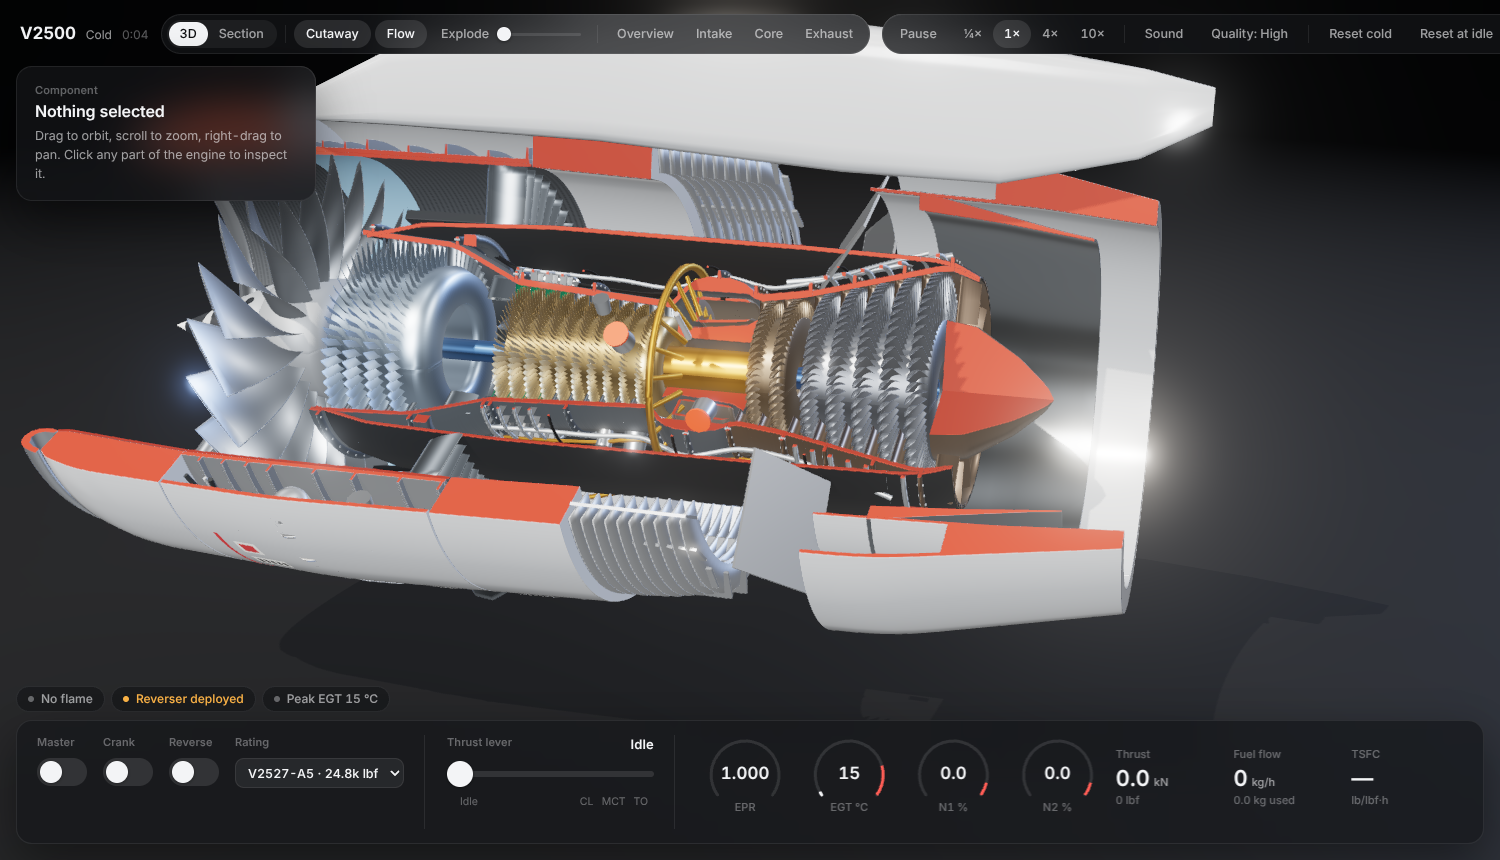 V2500 Cold 0:04 3D Section Cutaway Flow Explode Overview Intake Core Exhaust Pause ¼× 1× 4× 10× Sound Quality: High Reset cold Reset at idle
Component
Nothing selected
Drag to orbit, scroll to zoom, right-drag to
pan. Click any part of the engine to inspect
it.
No flame Reverser deployed Peak EGT 15 °C
Master Crank Reverse Rating
V2527-A5 · 24.8k lbf
Thrust lever Idle
Idle CL MCT TO
1.000
EPR
15
EGT °C
0.0
N1 %
0.0
N2 %
Thrust
0.0 kN
0 lbf
Fuel flow
0 kg/h
0.0 kg used
TSFC
—
lb/lbf·h